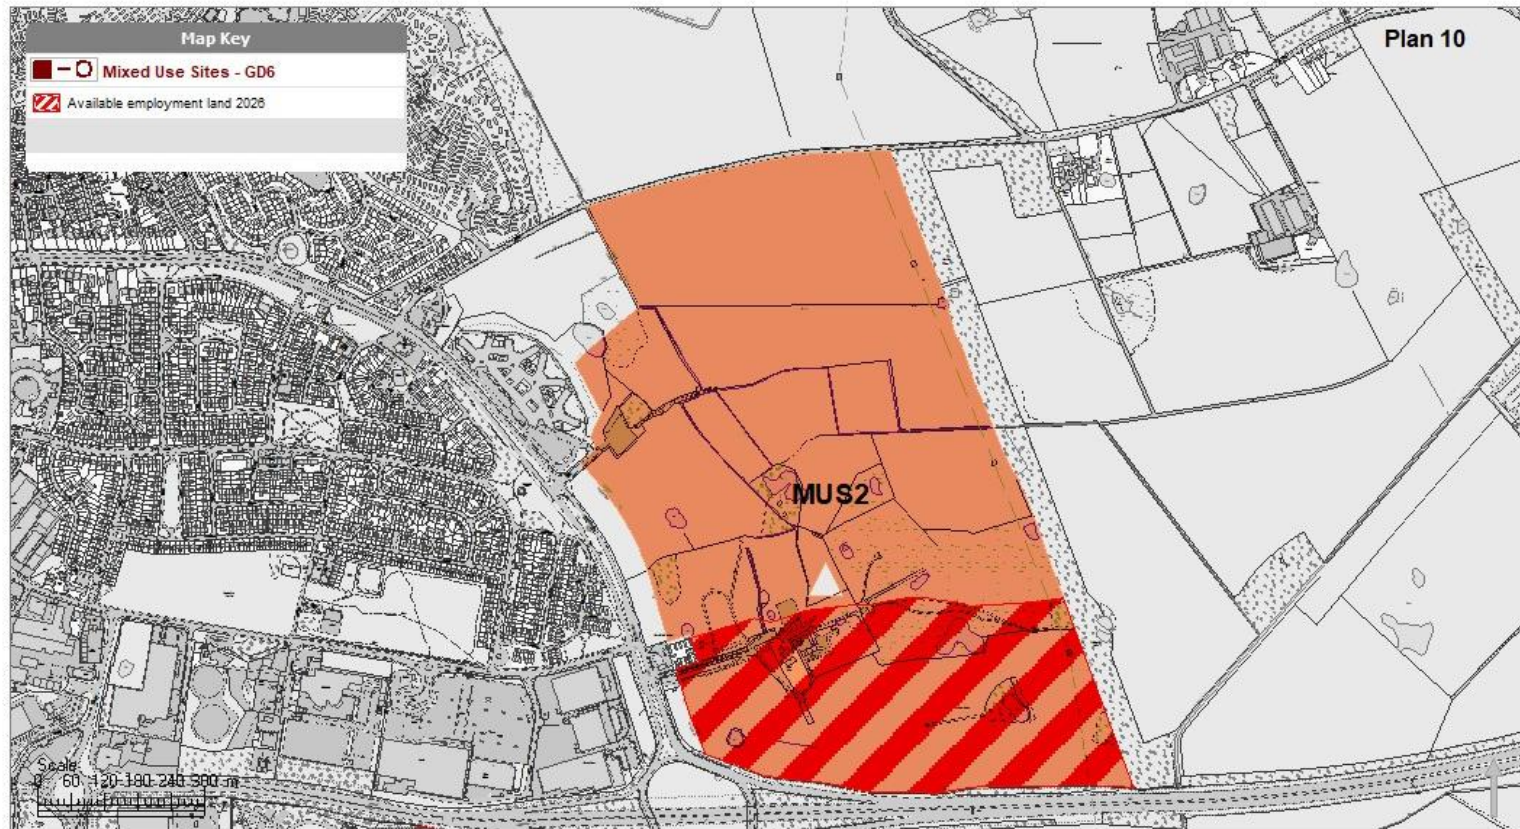 Map Key
Mixed Use Sites - GD6
Available employment land 2026
Plan 10
MUS2
Scale
0 60 120 180 240 300 m